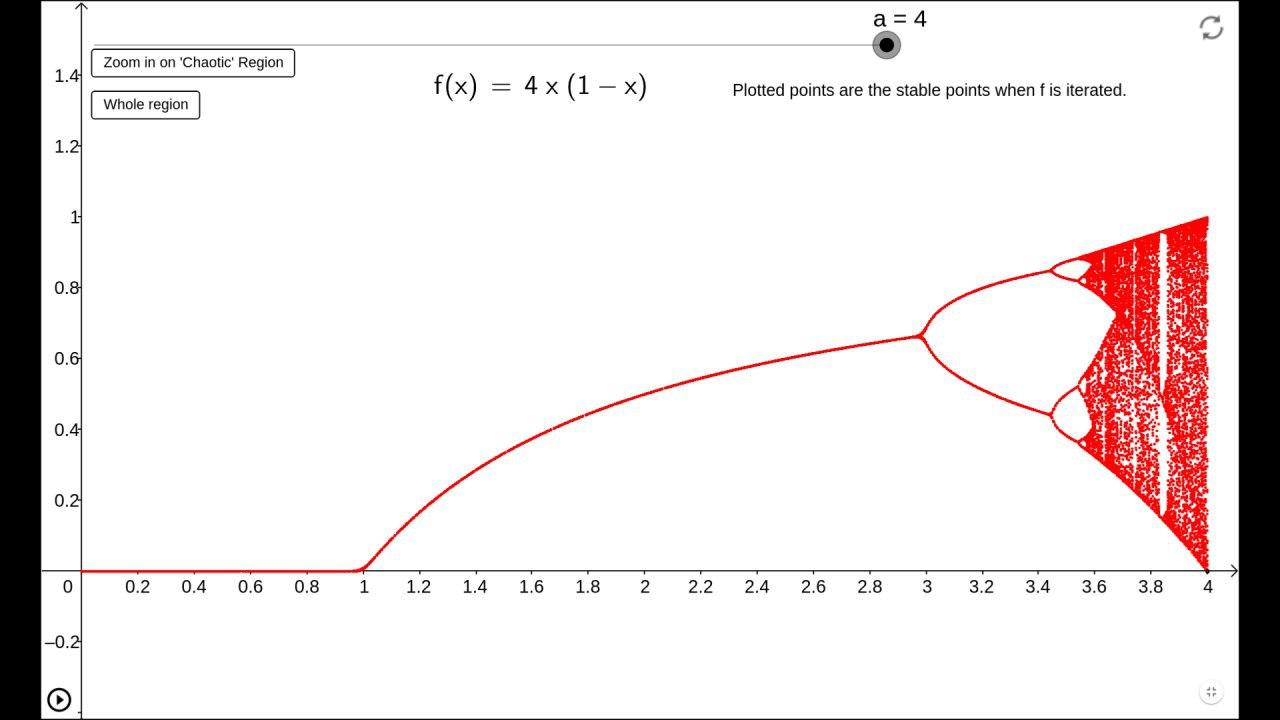 a = 4
Zoom in on 'Chaotic' Region
f(x) = 4 x (1 − x)
Plotted points are the stable points when f is iterated.
Whole region
1.4
1.2
1
0.8
0.6
0.4
0.2
0 0.2 0.4 0.6 0.8 1 1.2 1.4 1.6 1.8 2 2.2 2.4 2.6 2.8 3 3.2 3.4 3.6 3.8 4
–0.2